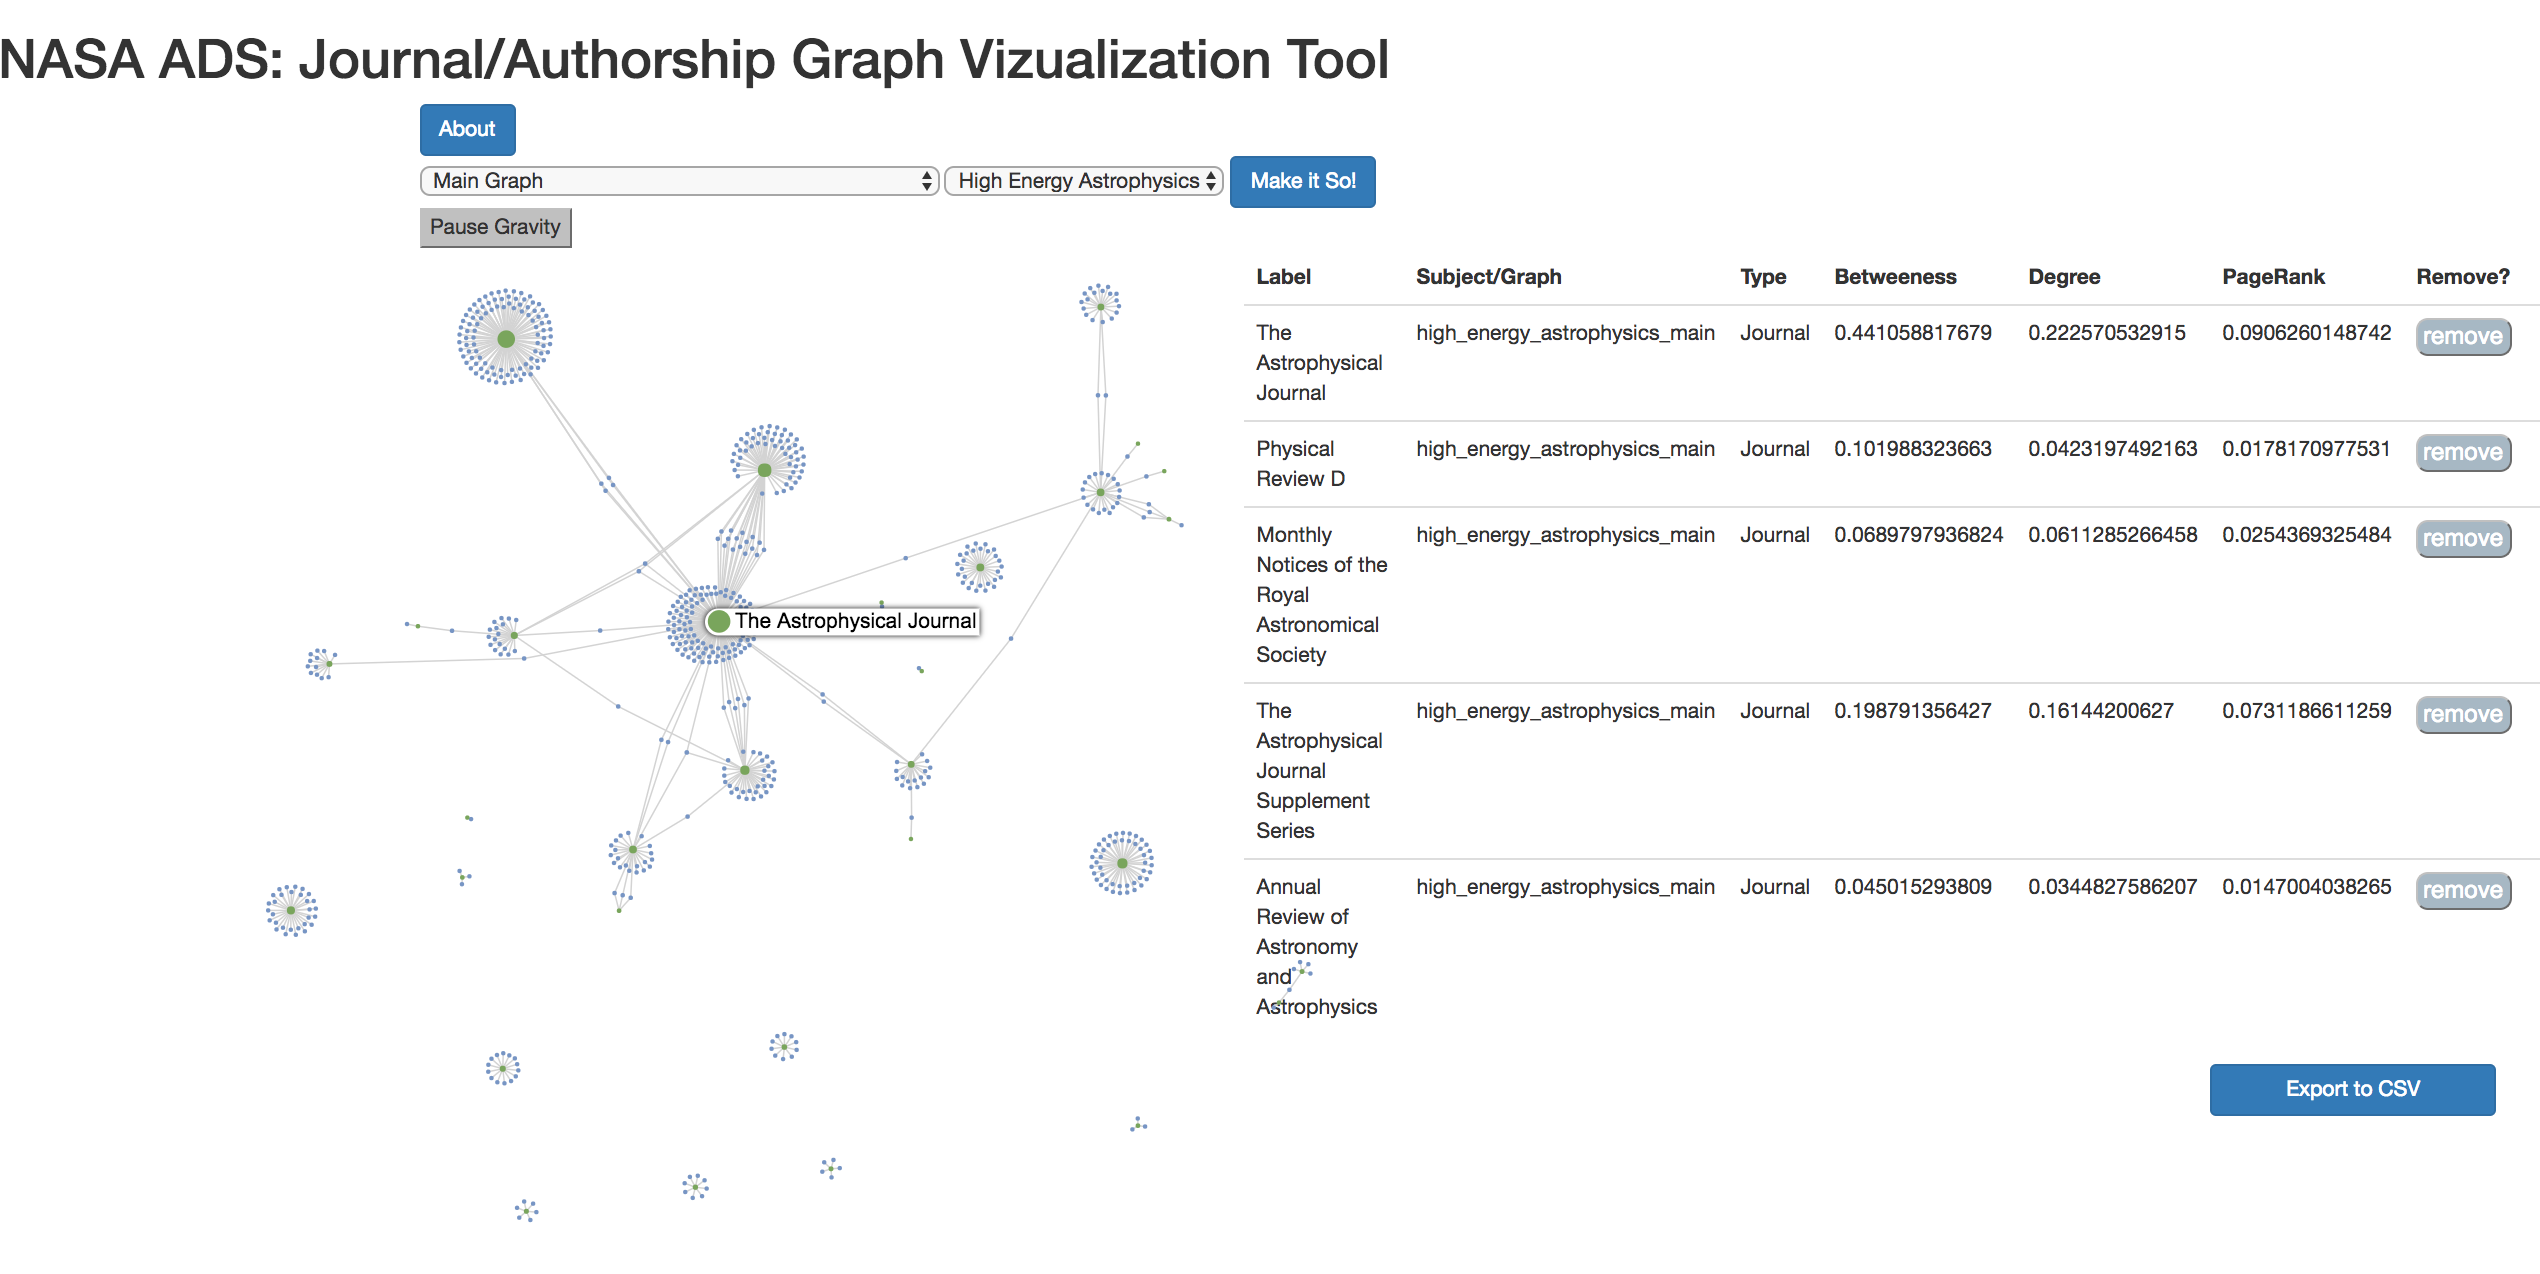 NASA ADS: Journal/Authorship Graph Vizualization Tool
About
Main Graph High Energy Astrophysics Make it So!
Pause Gravity
The Astrophysical Journal
Label Subject/Graph Type Betweeness Degree PageRank Remove?
The high_energy_astrophysics_main Journal 0.441058817679 0.222570532915 0.0906260148742 remove
Astrophysical
Journal
Physical high_energy_astrophysics_main Journal 0.101988323663 0.0423197492163 0.0178170977531 remove
Review D
Monthly high_energy_astrophysics_main Journal 0.0689797936824 0.0611285266458 0.0254369325484 remove
Notices of the
Royal
Astronomical
Society
The high_energy_astrophysics_main Journal 0.198791356427 0.16144200627 0.0731186611259 remove
Astrophysical
Journal
Supplement
Series
Annual high_energy_astrophysics_main Journal 0.045015293809 0.0344827586207 0.0147004038265 remove
Review of
Astronomy
and
Astrophysics
Export to CSV